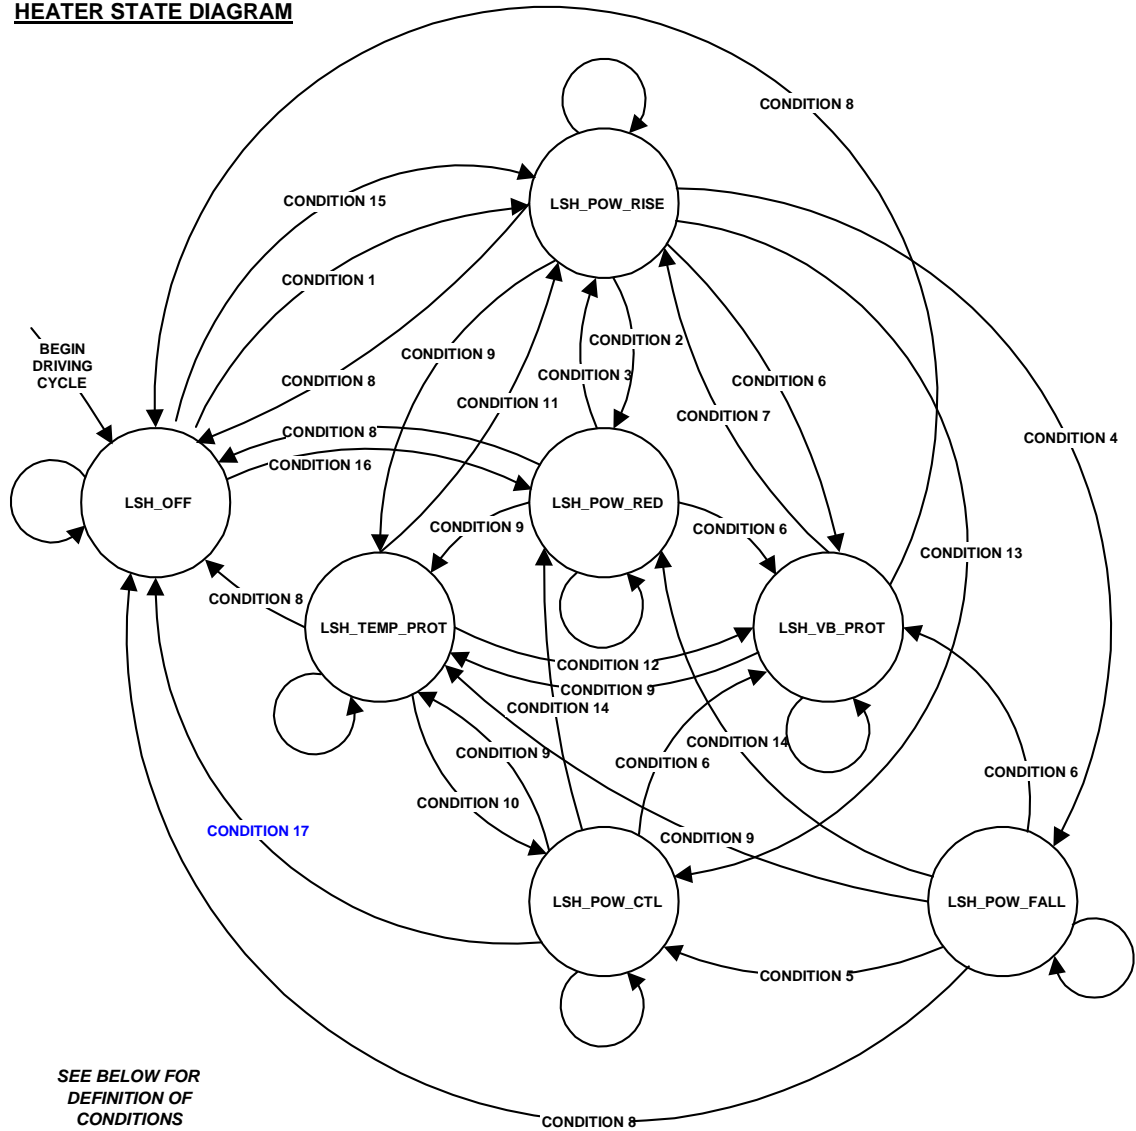 HEATER STATE DIAGRAM
CONDITION 8
LSH_POW_RISE
CONDITION 15
CONDITION 1
BEGIN
DRIVING
CYCLE
CONDITION 9
CONDITION 2
CONDITION 8
CONDITION 3
CONDITION 6
CONDITION 11
CONDITION 7
CONDITION 8
CONDITION 4
CONDITION 16
LSH_OFF
LSH_POW_RED
CONDITION 9
CONDITION 6
CONDITION 13
CONDITION 8
LSH_TEMP_PROT
LSH_VB_PROT
CONDITION 12
CONDITION 9
CONDITION 14
CONDITION 14
CONDITION 9
CONDITION 6
CONDITION 6
CONDITION 10
CONDITION 17
CONDITION 9
LSH_POW_CTL
LSH_POW_FALL
CONDITION 5
SEE BELOW FOR
DEFINITION OF
CONDITIONS
CONDITION 8